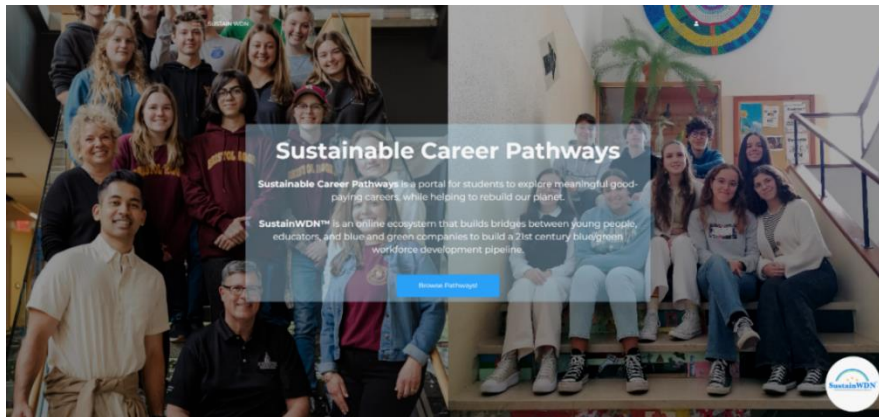 SUSTAIN WDN
Sustainable Career Pathways
Sustainable Career Pathways is a portal for students to explore meaningful good-
paying careers, while helping to rebuild our planet.
SustainWDN™ is an online ecosystem that builds bridges between young people,
educators, and blue and green companies to build a 21st century blue/green
workforce development pipeline.
Browse Pathways!
SustainWDN